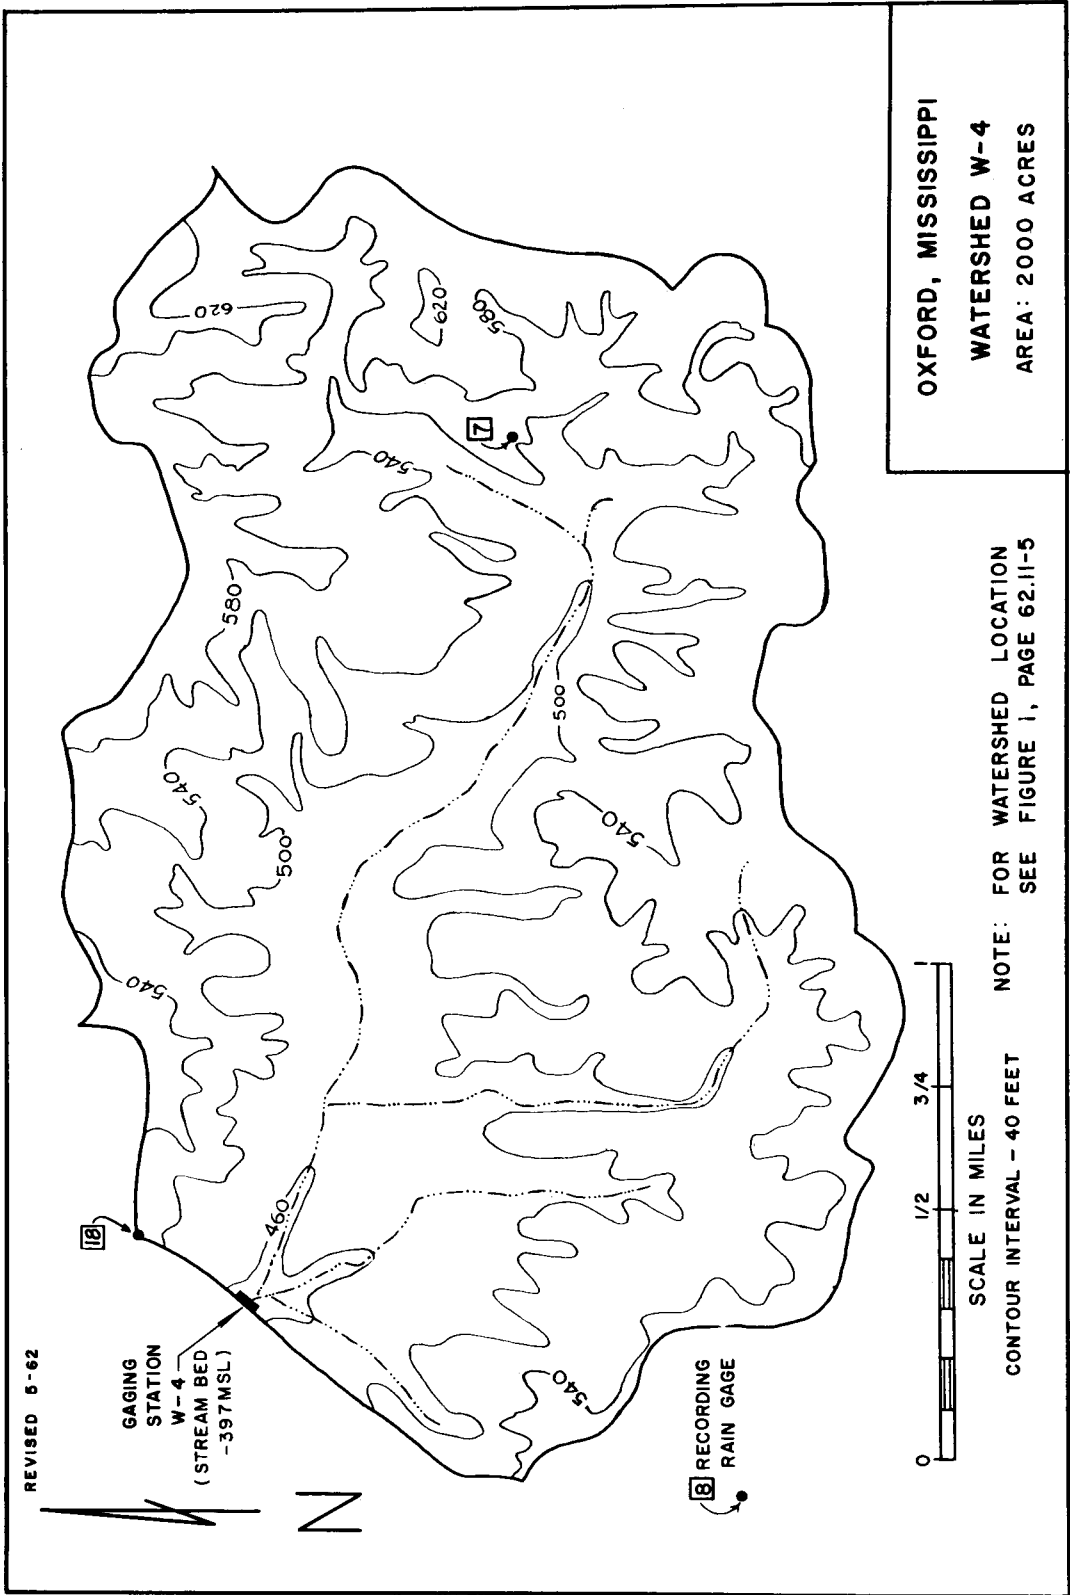 REVISED 5-62
GAGING
STATION
W-4
(STREAM BED
-397MSL)
N
18
7
620
620
580
580
540
540
500
500
540
460
540
540
8 RECORDING
RAIN GAGE
0 1/2 3/4 1
SCALE IN MILES
CONTOUR INTERVAL - 40 FEET
NOTE: FOR WATERSHED LOCATION
SEE FIGURE 1, PAGE 62.11-5
OXFORD, MISSISSIPPI
WATERSHED W-4
AREA: 2000 ACRES